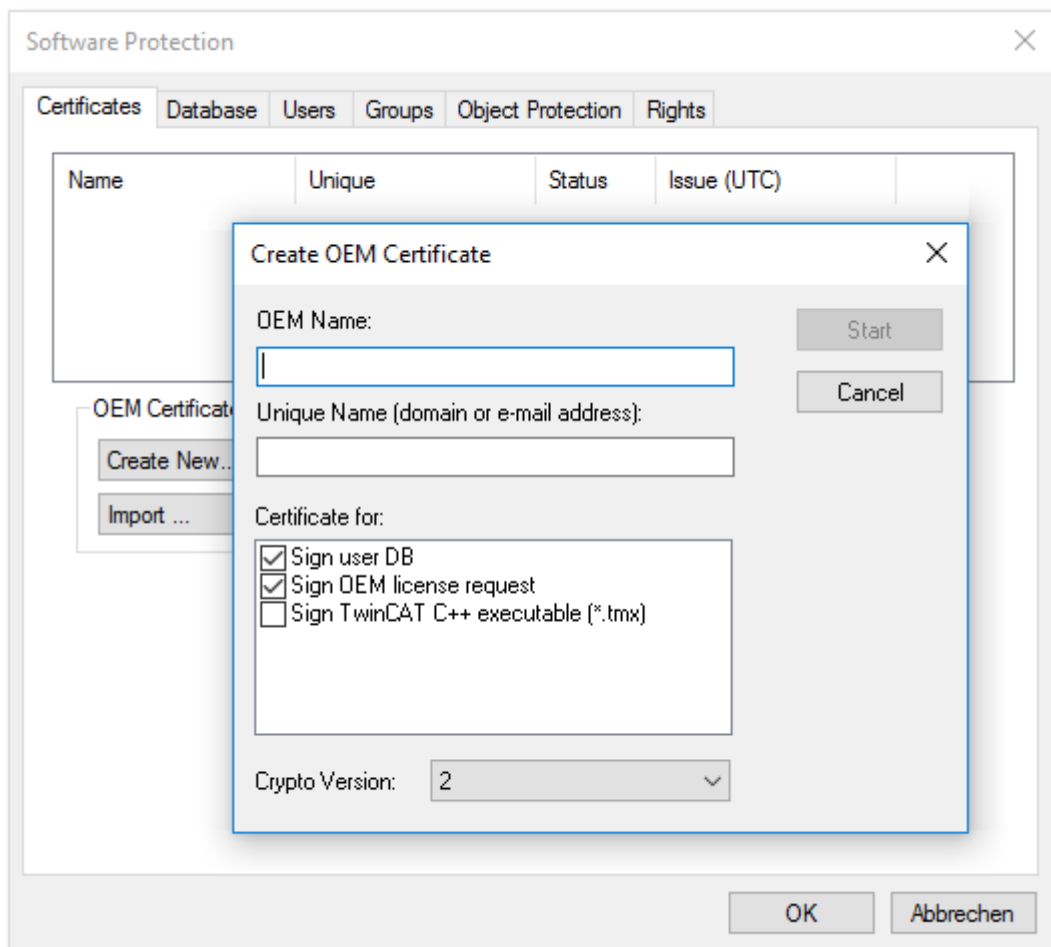 Software Protection
Certificates Database Users Groups Object Protection Rights
Name Unique Status Issue (UTC)
Create OEM Certificate
OEM Name:
Start
Cancel
OEM Certificate
Unique Name (domain or e-mail address):
Create New..
Import ...
Certificate for:
Sign user DB
Sign OEM license request
Sign TwinCAT C++ executable (*.tmx)
Crypto Version: 2
OK Abbrechen